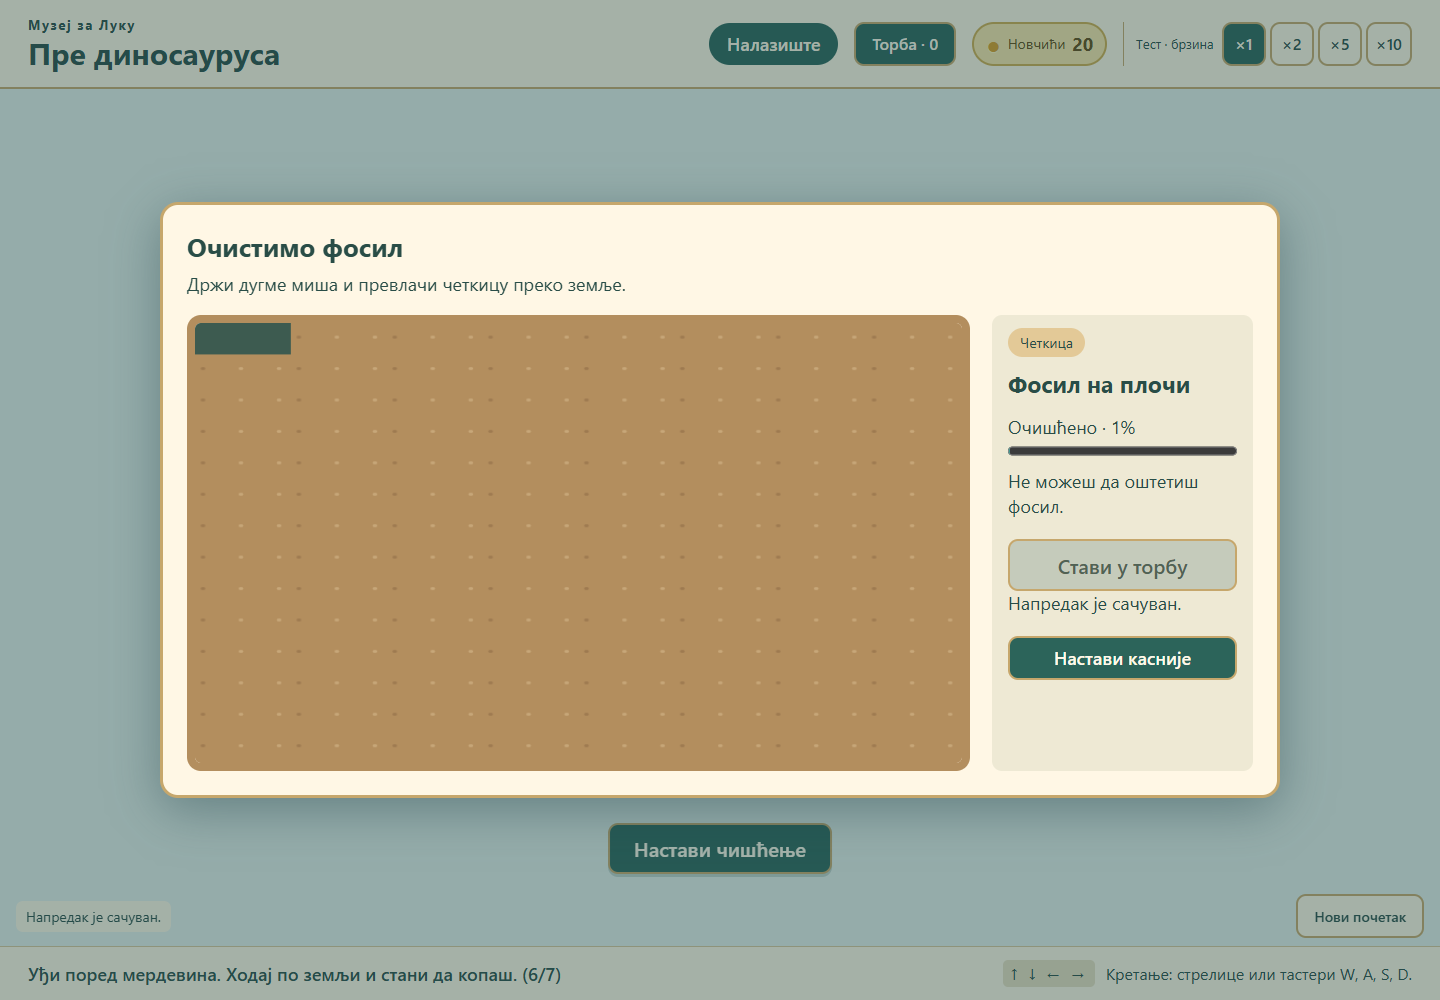 Музеј за Луку
Пре диносауруса
Налазиште
Торба · 0
Новчићи 20
Тест · брзина
×1
×2
×5
×10
Очистимо фосил
Држи дугме миша и превлачи четкицу преко земље.
Четкица
Фосил на плочи
Очишћено · 1%
Не можеш да оштетиш
фосил.
Стави у торбу
Напредак је сачуван.
Настави касније
Настави чишћење
Напредак је сачуван.
Нови почетак
Уђи поред мердевина. Ходај по земљи и стани да копаш. (6/7)
↑ ↓ ← → Кретање: стрелице или тастери W, A, S, D.